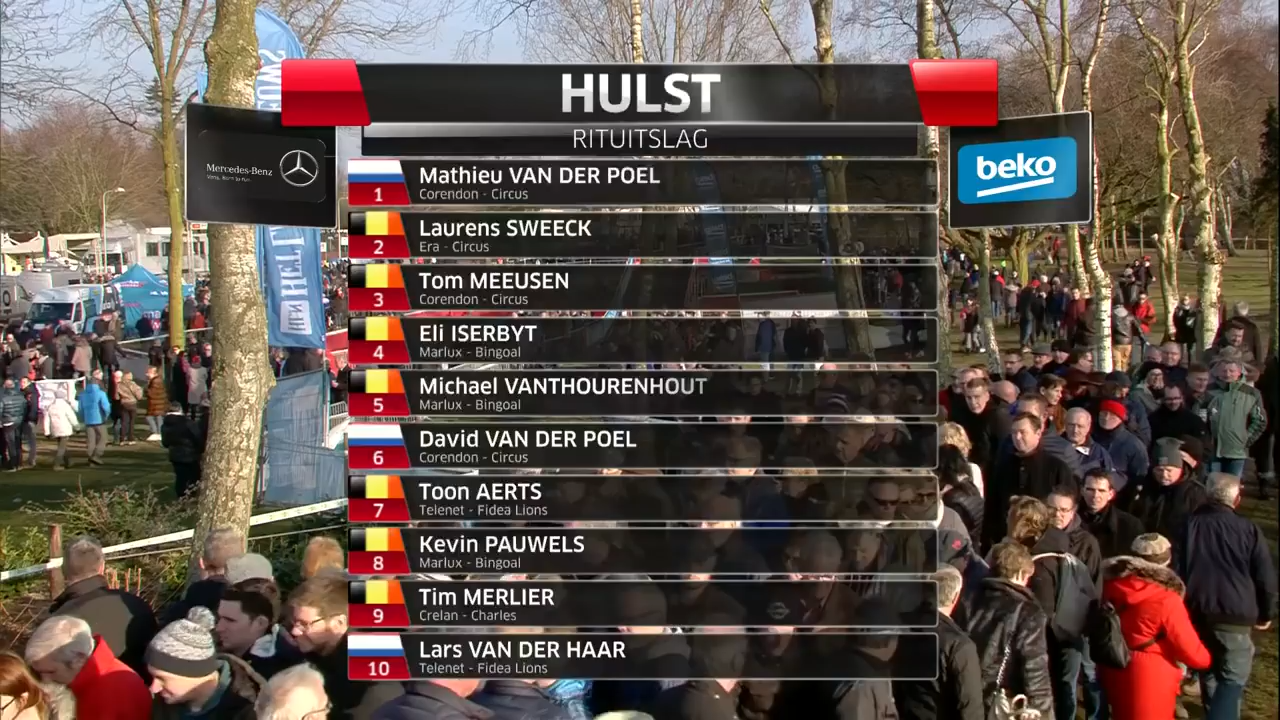 HULST
RITUITSLAG
Mercedes-Benz
beko
1 Mathieu VAN DER POEL
Corendon - Circus
2 Laurens SWEECK
Era - Circus
3 Tom MEEUSEN
Corendon - Circus
4 Eli ISERBYT
Marlux - Bingoal
5 Michael VANTHOURENHOUT
Marlux - Bingoal
6 David VAN DER POEL
Corendon - Circus
7 Toon AERTS
Telenet - Fidea Lions
8 Kevin PAUWELS
Marlux - Bingoal
9 Tim MERLIER
Crelan - Charles
10 Lars VAN DER HAAR
Telenet - Fidea Lions